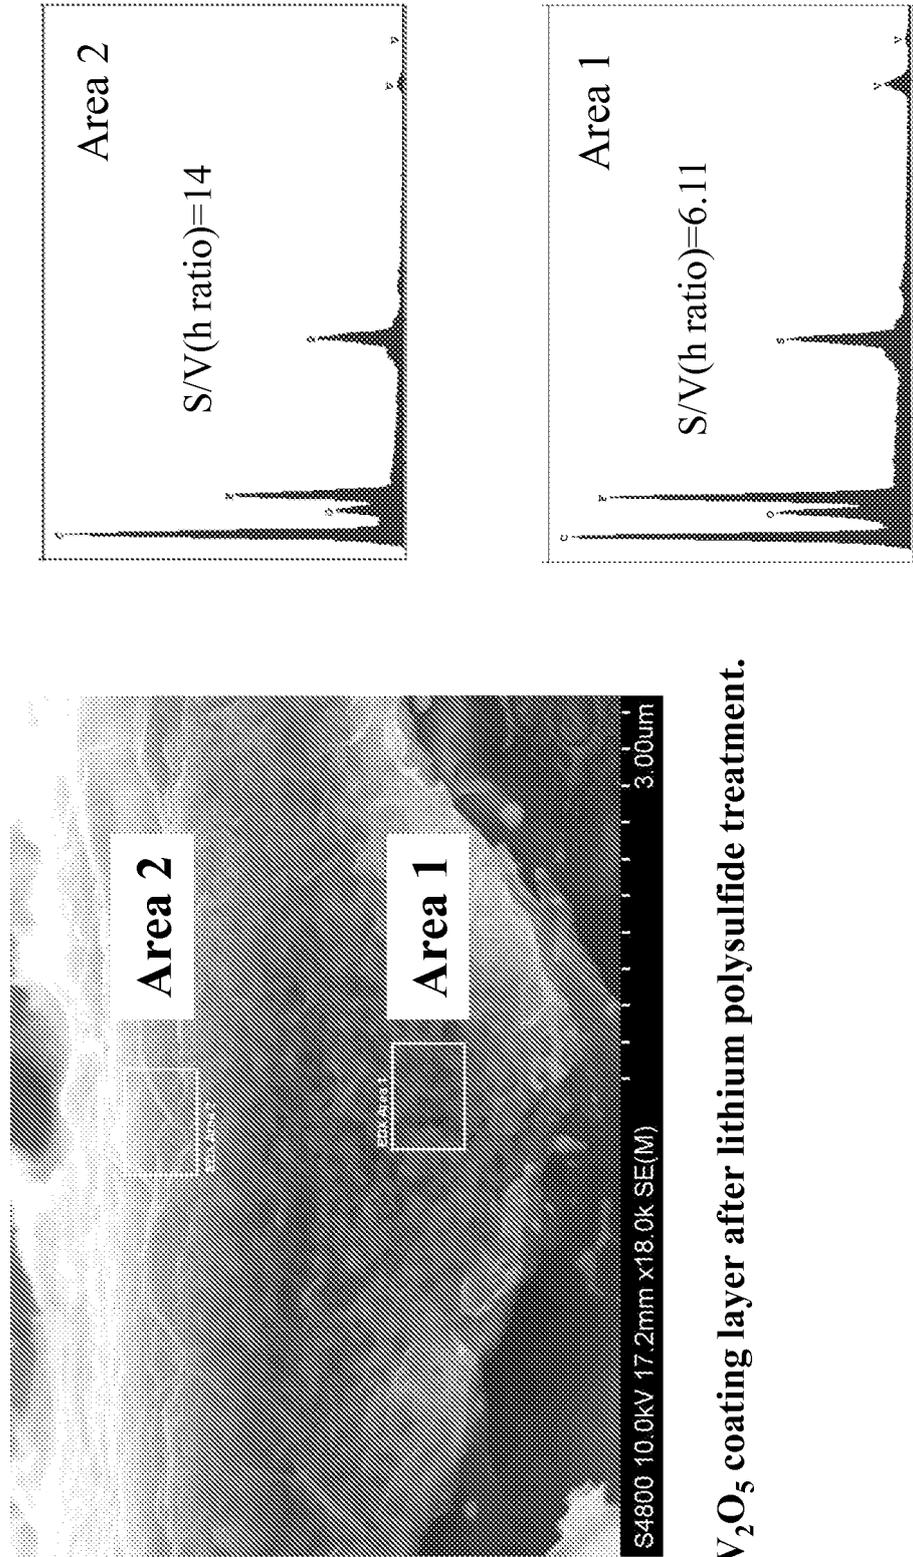 Area 2
S/V(h ratio)=14
Area 1
S/V(h ratio)=6.11
C
F
O
S
V
V
Area 2
Area 1
S4800 10.0kV 17.2mm x18.0k SE(M) 3.00um
V₂O₅ coating layer after lithium polysulfide treatment.